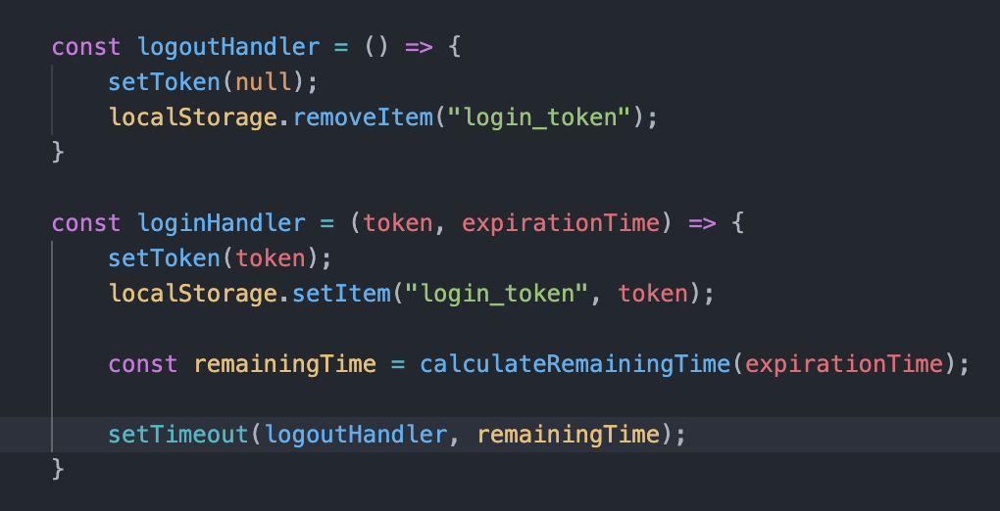 const logoutHandler = () => {
    setToken(null);
    localStorage.removeItem("login_token");
}

const loginHandler = (token, expirationTime) => {
    setToken(token);
    localStorage.setItem("login_token", token);

    const remainingTime = calculateRemainingTime(expirationTime);

    setTimeout(logoutHandler, remainingTime);
}